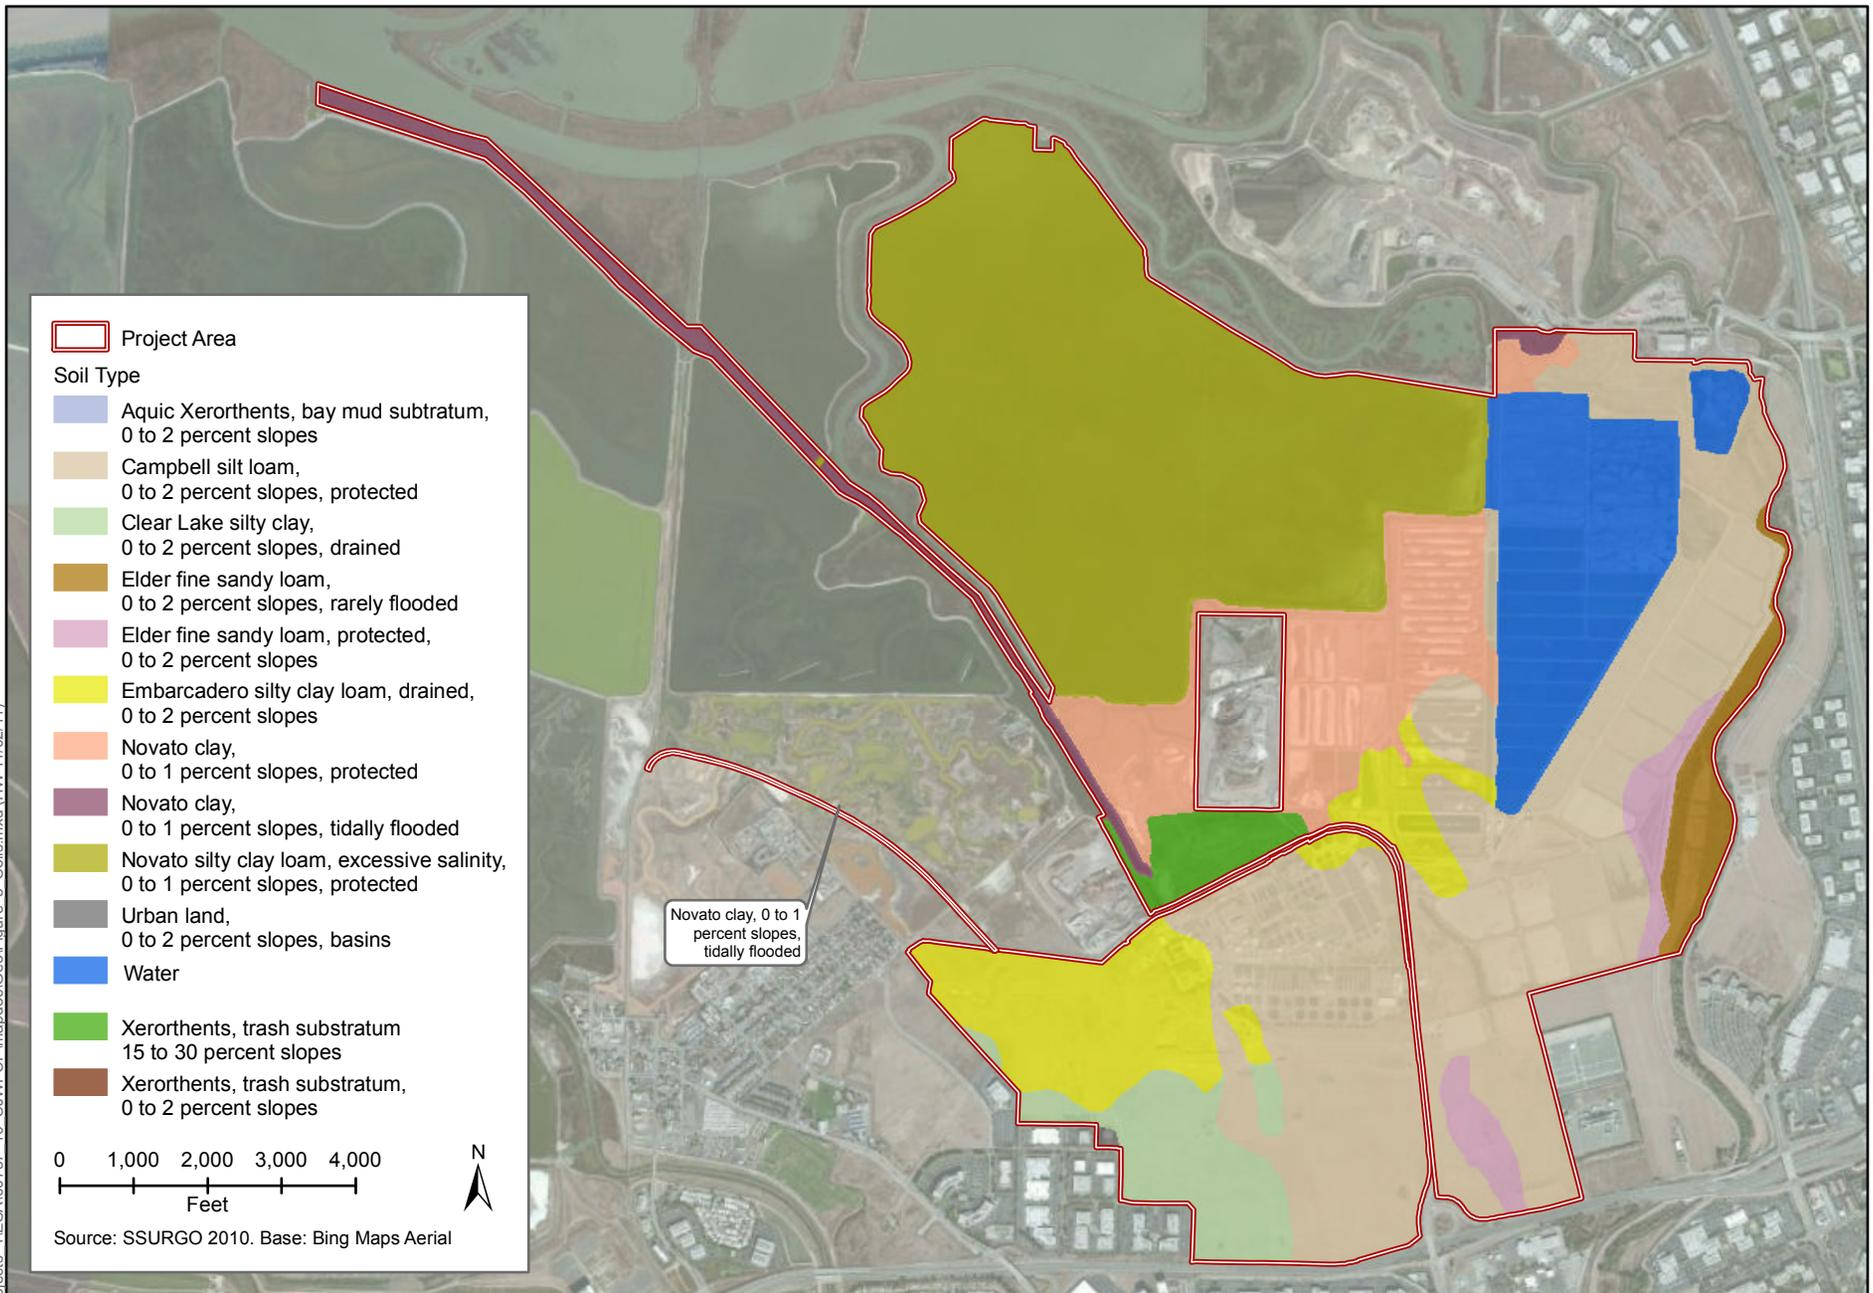 Project Area
Soil Type
Aquic Xerorthents, bay mud subtratum,
0 to 2 percent slopes
Campbell silt loam,
0 to 2 percent slopes, protected
Clear Lake silty clay,
0 to 2 percent slopes, drained
Elder fine sandy loam,
0 to 2 percent slopes, rarely flooded
Elder fine sandy loam, protected,
0 to 2 percent slopes
Embarcadero silty clay loam, drained,
0 to 2 percent slopes
Novato clay,
0 to 1 percent slopes, protected
Novato clay,
0 to 1 percent slopes, tidally flooded
Novato silty clay loam, excessive salinity,
0 to 1 percent slopes, protected
Urban land,
0 to 2 percent slopes, basins
Water
Xerorthents, trash substratum
15 to 30 percent slopes
Xerorthents, trash substratum,
0 to 2 percent slopes
0 1,000 2,000 3,000 4,000
Feet
N
Source: SSURGO 2010. Base: Bing Maps Aerial
Novato clay, 0 to 1
percent slopes,
tidally flooded